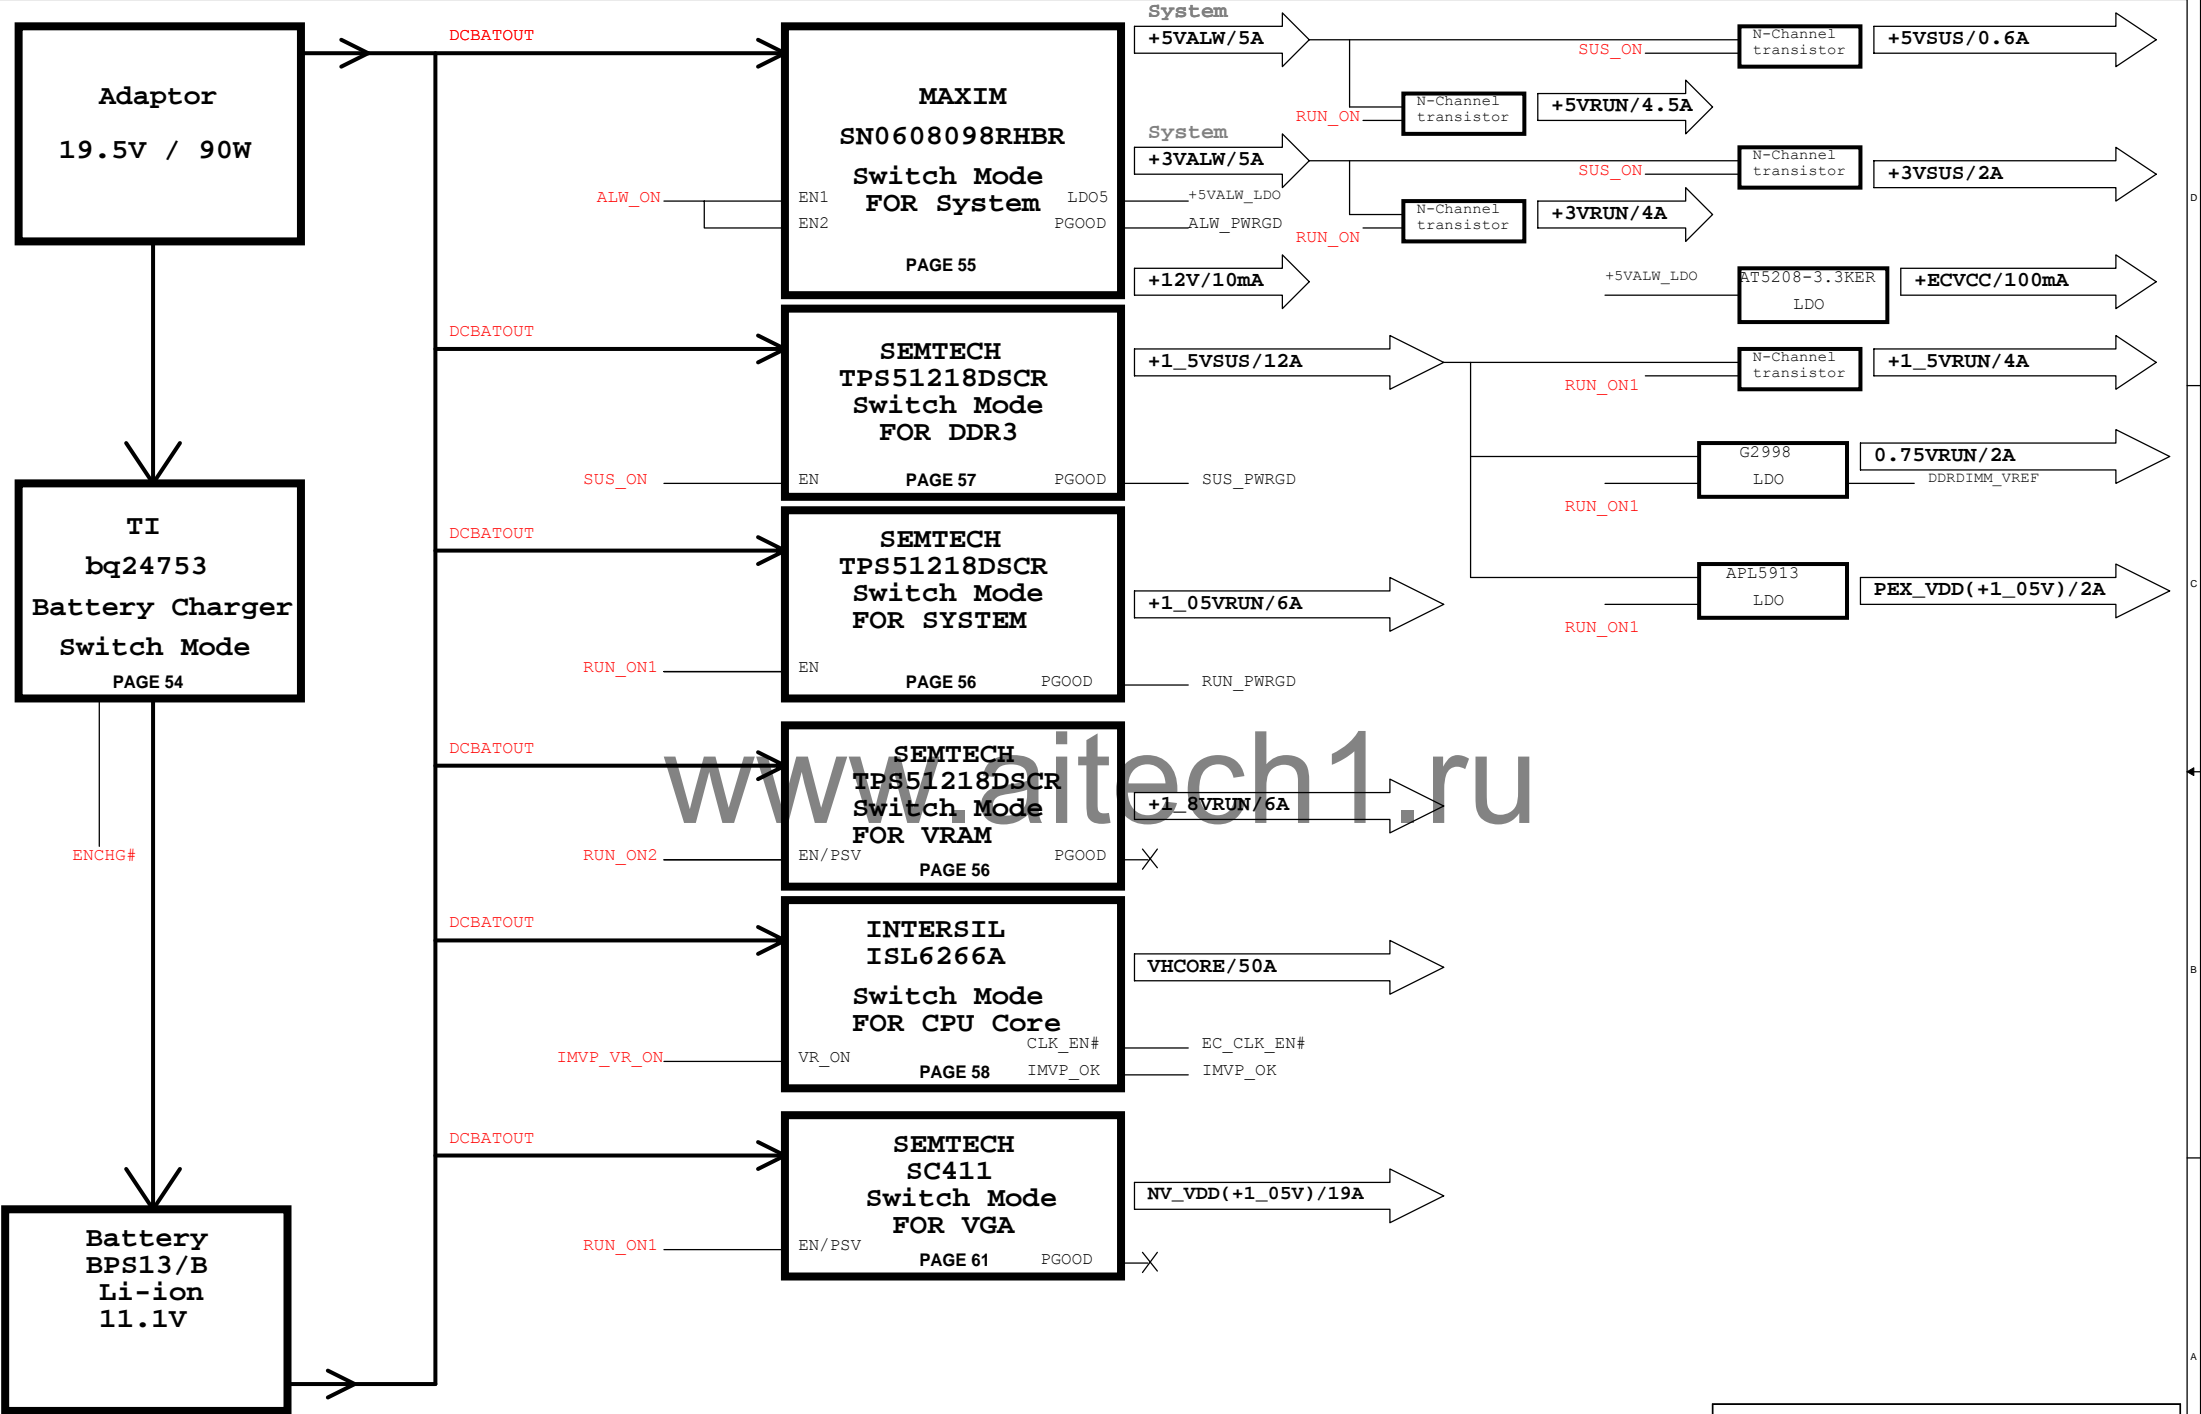 Adaptor
19.5V / 90W
TI
bq24753
Battery Charger
Switch Mode
PAGE 54
ENCHG#
Battery
BPS13/B
Li-ion
11.1V
DCBATOUT
MAXIM
SN0608098RHBR
Switch Mode
FOR System
ALW_ON
EN1
EN2
LDO5
PGOOD
+5VALW_LDO
ALW_PWRGD
PAGE 55
System
+5VALW/5A
System
+3VALW/5A
+12V/10mA
SUS_ON
N-Channel
transistor
+5VSUS/0.6A
RUN_ON
N-Channel
transistor
+5VRUN/4.5A
SUS_ON
N-Channel
transistor
+3VSUS/2A
RUN_ON
N-Channel
transistor
+3VRUN/4A
+5VALW_LDO
AT5208-3.3KER
LDO
+ECVCC/100mA
DCBATOUT
SEMTECH
TPS51218DSCR
Switch Mode
FOR DDR3
SUS_ON
EN
PAGE 57
PGOOD
SUS_PWRGD
+1_5VSUS/12A
RUN_ON1
N-Channel
transistor
+1_5VRUN/4A
G2998
LDO
RUN_ON1
0.75VRUN/2A
DDRDIMM_VREF
APL5913
LDO
RUN_ON1
PEX_VDD(+1_05V)/2A
DCBATOUT
SEMTECH
TPS51218DSCR
Switch Mode
FOR SYSTEM
RUN_ON1
EN
PAGE 56
PGOOD
RUN_PWRGD
+1_05VRUN/6A
DCBATOUT
SEMTECH
TPS51218DSCR
Switch Mode
FOR VRAM
RUN_ON2
EN/PSV
PAGE 56
PGOOD
+1_8VRUN/6A
www.aitech1.ru
DCBATOUT
INTERSIL
ISL6266A
Switch Mode
FOR CPU Core
IMVP_VR_ON
VR_ON
PAGE 58
CLK_EN#
IMVP_OK
EC_CLK_EN#
IMVP_OK
VHCORE/50A
DCBATOUT
SEMTECH
SC411
Switch Mode
FOR VGA
RUN_ON1
EN/PSV
PAGE 61
PGOOD
NV_VDD(+1_05V)/19A
D
C
B
A